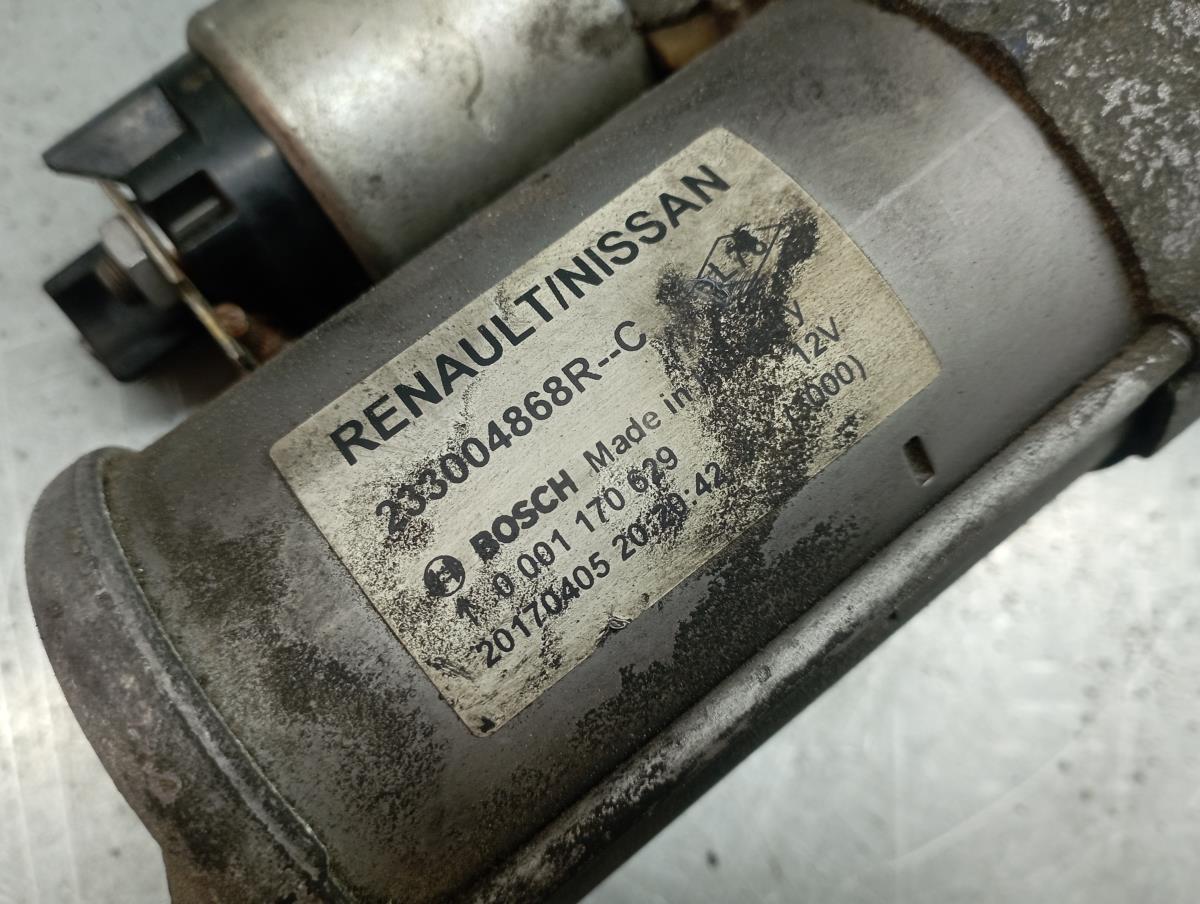 RENAULT/NISSAN
233004868R--C
BOSCH Made in
12V
0 001 170 629
20170405 20:20:42